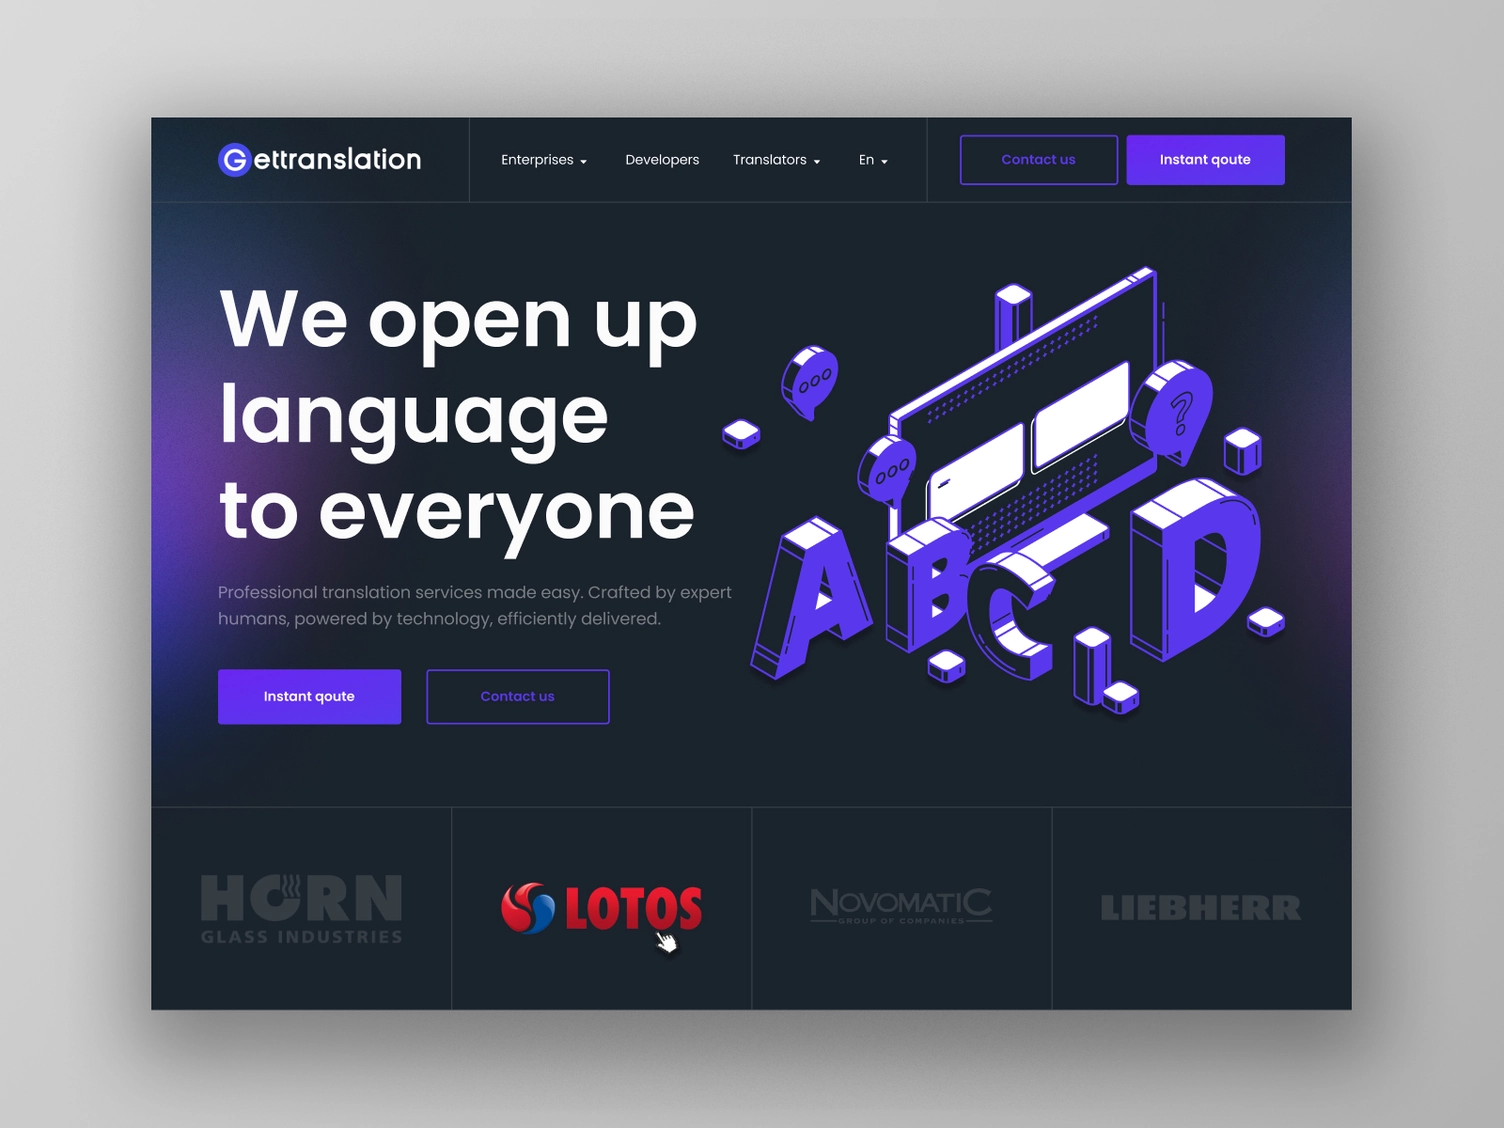 Gettranslation
Enterprises
Developers
Translators
En
Contact us
Instant qoute
We open up
language
to everyone
Professional translation services made easy. Crafted by expert
humans, powered by technology, efficiently delivered.
Instant qoute
Contact us
?
A B C D
HORN
GLASS INDUSTRIES
LOTOS
NOVOMATIC
GROUP OF COMPANIES
LIEBHERR